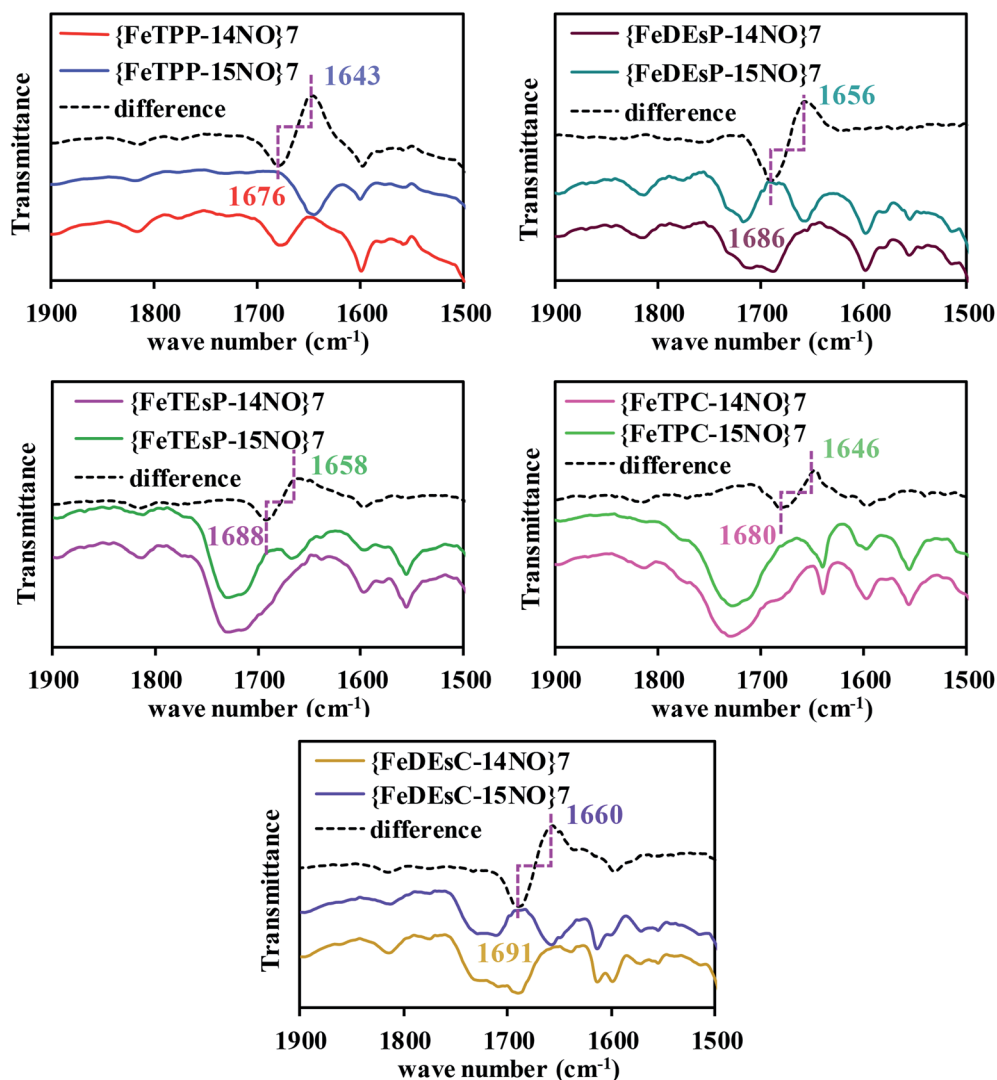 {FeTPP-14NO}7
{FeTPP-15NO}7
difference
1643
1676
Transmittance
1900 1800 1700 1600 1500
wave number (cm-1)
{FeDEsP-14NO}7
{FeDEsP-15NO}7
difference
1656
1686
Transmittance
1900 1800 1700 1600 1500
wave number (cm-1)
{FeTEsP-14NO}7
{FeTEsP-15NO}7
difference
1658
1688
Transmittance
1900 1800 1700 1600 1500
wave number (cm-1)
{FeTPC-14NO}7
{FeTPC-15NO}7
difference
1646
1680
Transmittance
1900 1800 1700 1600 1500
wave number (cm-1)
{FeDEsC-14NO}7
{FeDEsC-15NO}7
difference
1660
1691
Transmittance
1900 1800 1700 1600 1500
wave number (cm-1)